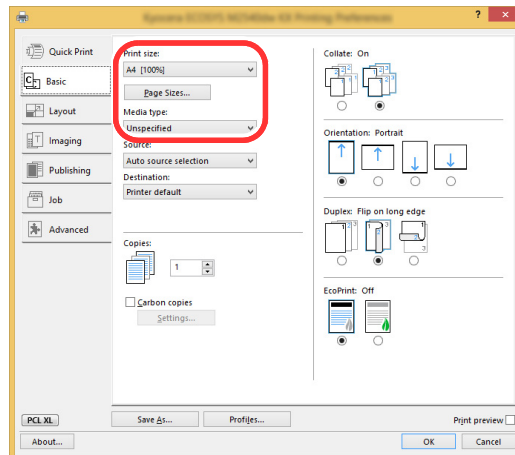 ?
Quick Print
Basic
Layout
Imaging
Publishing
Job
Advanced
Print size:
A4 [100%]
Page Sizes...
Media type:
Unspecified
Source:
Auto source selection
Destination:
Printer default
Copies:
1
Carbon copies
Settings...
Collate: On
Orientation: Portrait
Duplex: Flip on long edge
EcoPrint: Off
PCL XL
Save As...
Profiles...
Print preview
About...
OK
Cancel